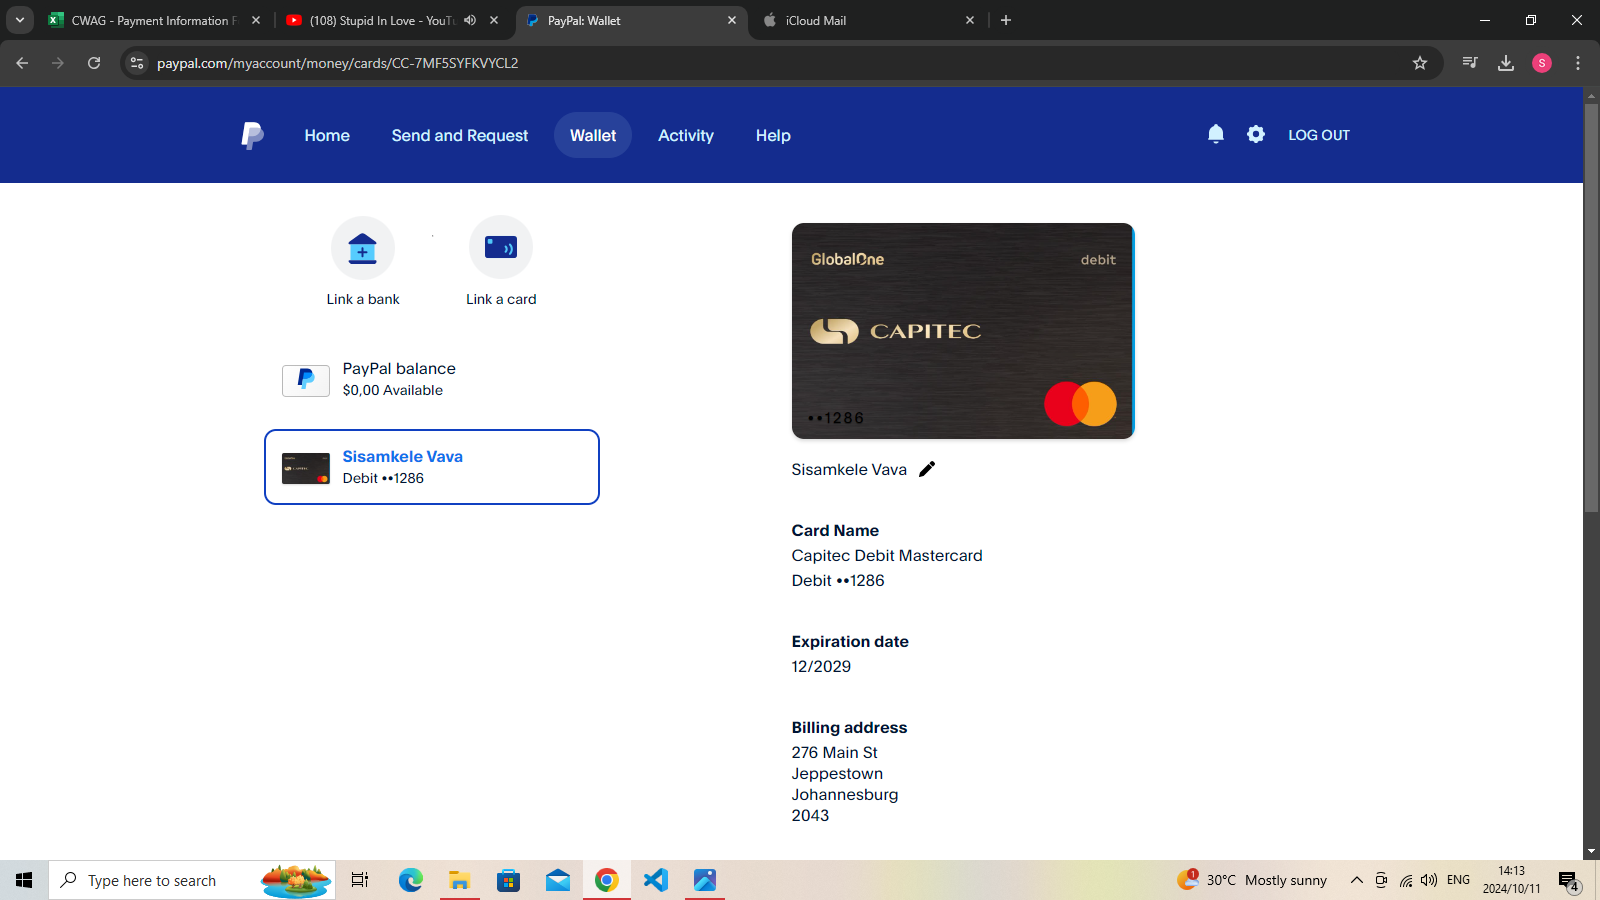 CWAG - Payment Information F
(108) Stupid In Love - YouTu
PayPal: Wallet
iCloud Mail
paypal.com/myaccount/money/cards/CC-7MF5SYFKVYCL2
S
Home
Send and Request
Wallet
Activity
Help
LOG OUT
Link a bank
Link a card
PayPal balance
$0,00 Available
Sisamkele Vava
Debit ••1286
GlobalOne
debit
CAPITEC
••1286
Sisamkele Vava
Card Name
Capitec Debit Mastercard
Debit ••1286
Expiration date
12/2029
Billing address
276 Main St
Jeppestown
Johannesburg
2043
Type here to search
1
30°C Mostly sunny
ENG
14:13
2024/10/11
4